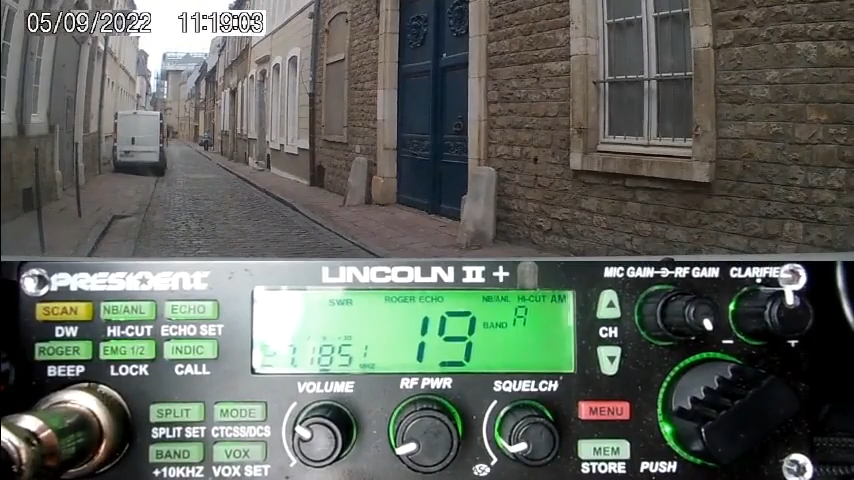 05/09/2022 11:19:03
PRESIDENT LINCOLN II + MIC GAIN RF GAIN CLARIFIER
SCAN NB/ANL ECHO
DW HI-CUT ECHO SET
ROGER EMG 1/2 INDIC
BEEP LOCK CALL
SWR ROGER ECHO NB/ANL HI-CUT AM
19 BAND A
27.1851 MHz
CH
VOLUME RF PWR SQUELCH
SPLIT MODE
SPLIT SET CTCSS/DCS
BAND VOX
+10KHZ VOX SET
MENU
MEM
STORE PUSH
- +